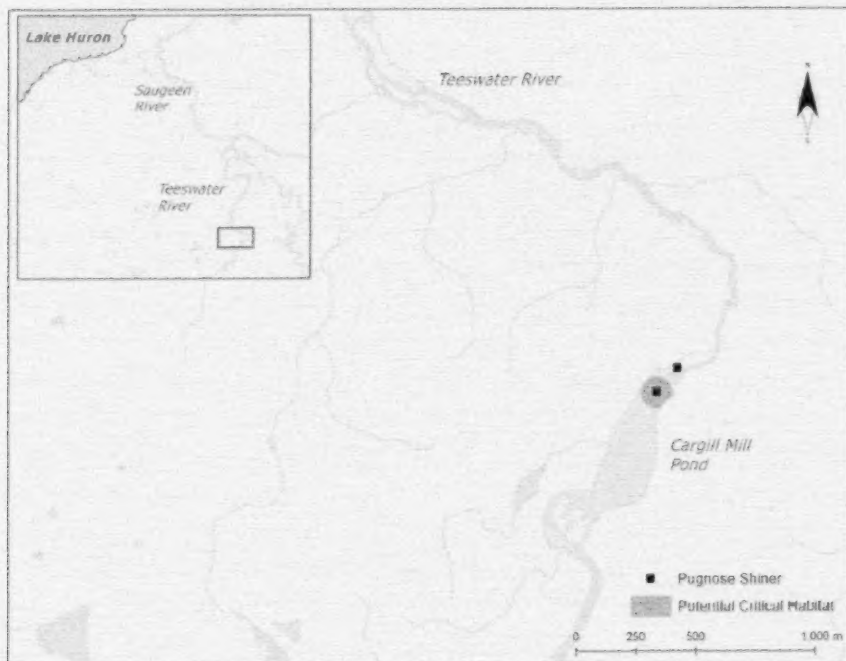 Lake Huron
Saugeen
River
Teeswater
River
Teeswater River
N
S
Cargill Mill
Pond
Pugnose Shiner
Potential Critical Habitat
0 250 500 1 000 m